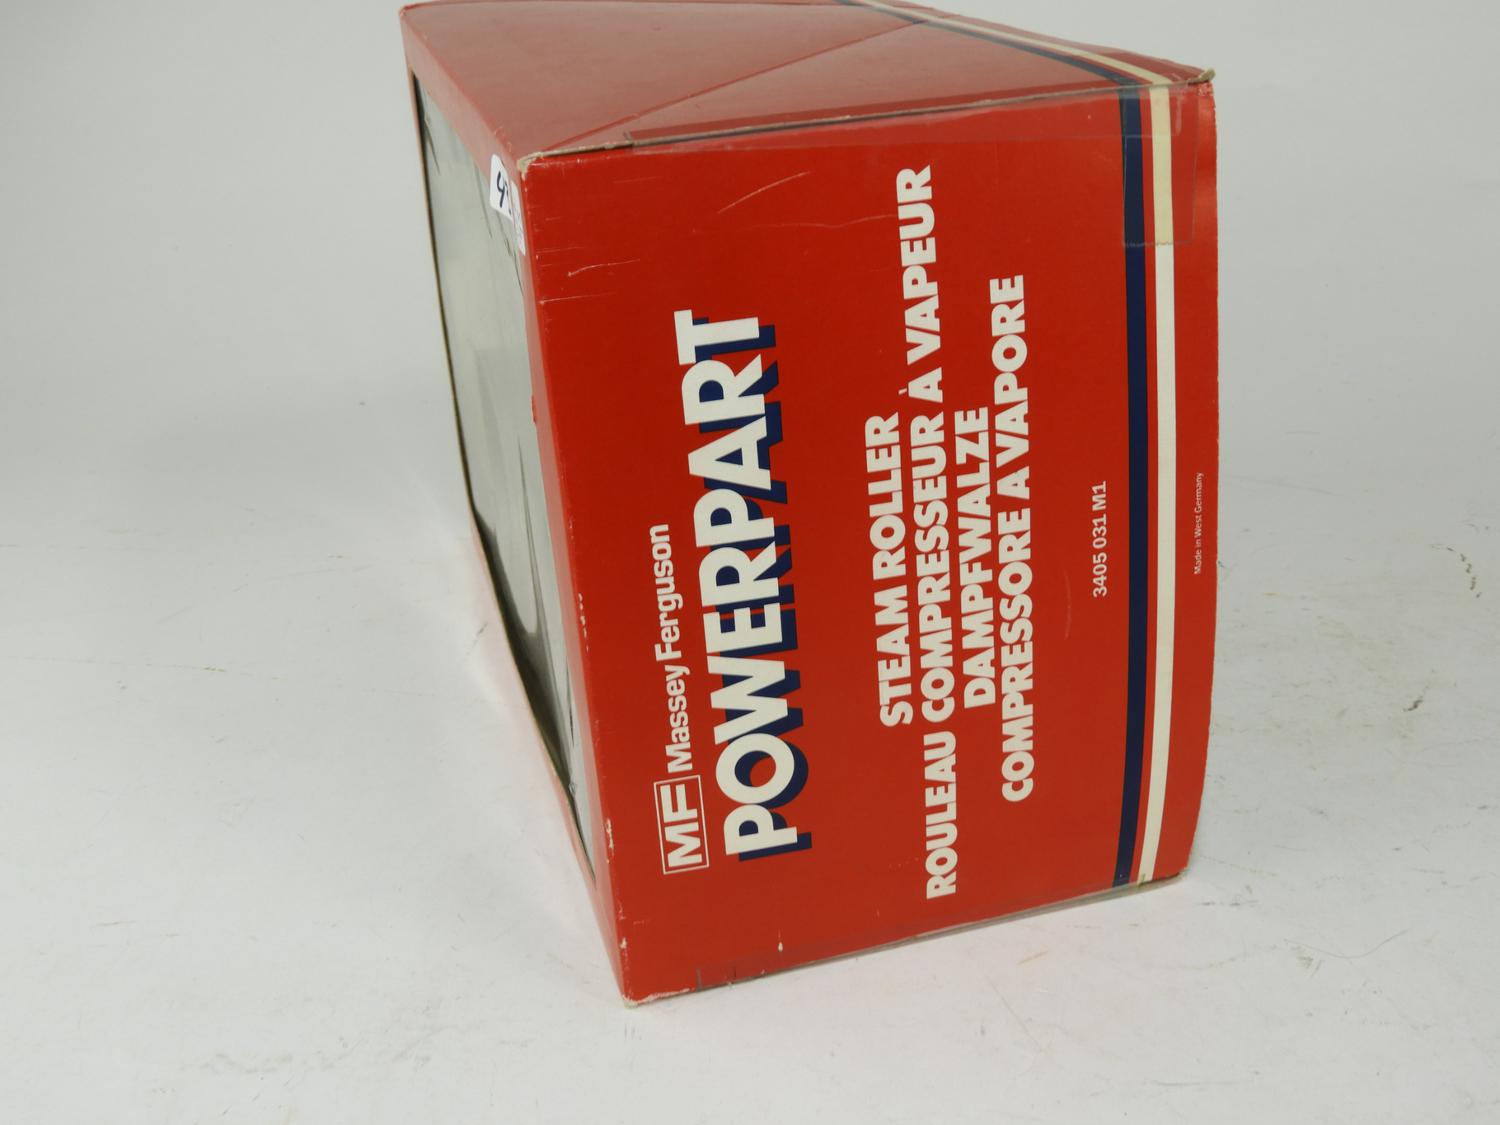 MF Massey Ferguson
POWERPART
STEAM ROLLER
ROULEAU COMPRESSEUR À VAPEUR
DAMPFWALZE
COMPRESSORE A VAPORE
3405 031 M1
Made in West Germany